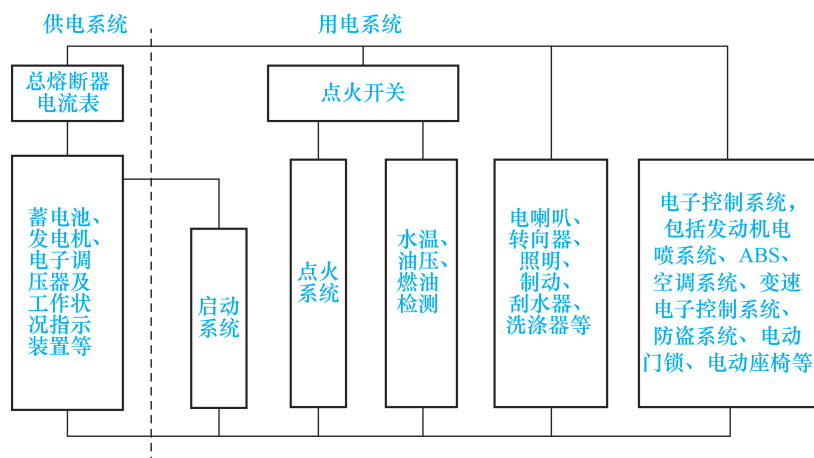 供电系统
用电系统
总熔断器
电流表
点火开关
蓄电池、
发电机、
电子调
压器及
工作状
况指示
装置等
启动
系统
点火
系统
水温、
油压、
燃油
检测
电喇叭、
转向器、
照明、
制动、
刮水器、
洗涤器等
电子控制系统，
包括发动机电
喷系统、ABS、
空调系统、变速
电子控制系统、
防盗系统、电动
门锁、电动座椅等